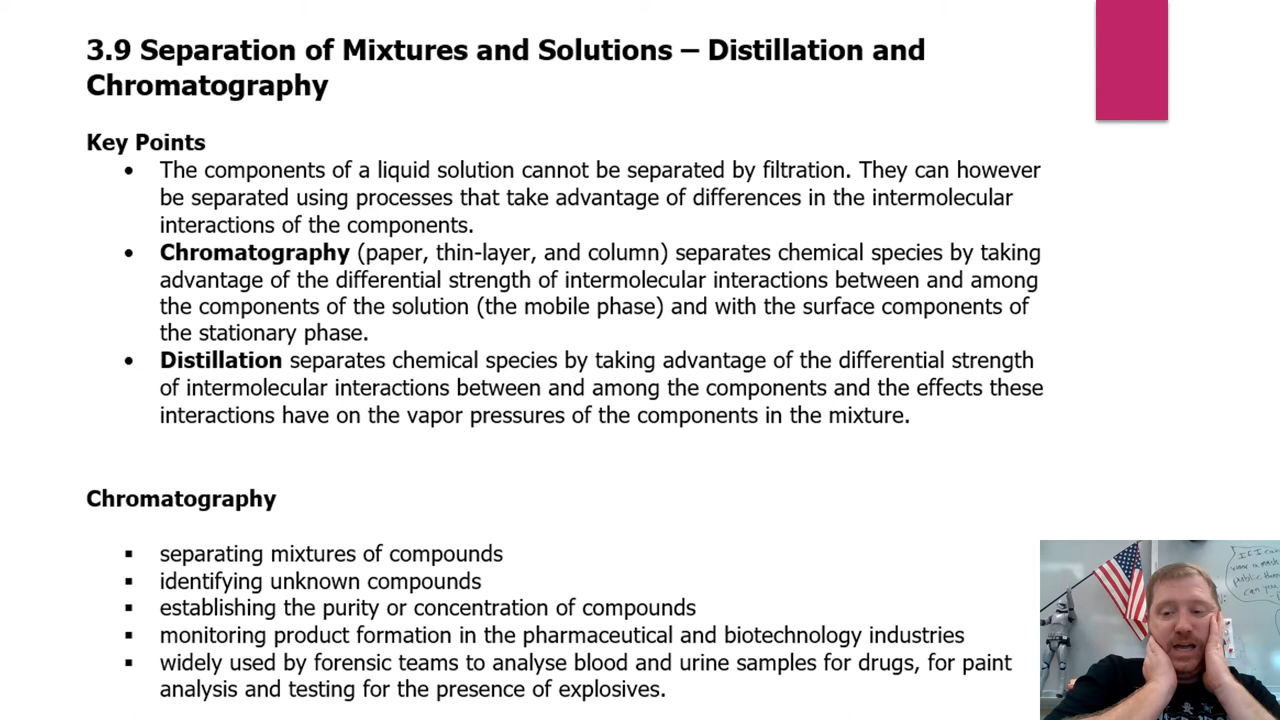 3.9 Separation of Mixtures and Solutions – Distillation and
Chromatography
Key Points
• The components of a liquid solution cannot be separated by filtration. They can however
be separated using processes that take advantage of differences in the intermolecular
interactions of the components.
• Chromatography (paper, thin-layer, and column) separates chemical species by taking
advantage of the differential strength of intermolecular interactions between and among
the components of the solution (the mobile phase) and with the surface components of
the stationary phase.
• Distillation separates chemical species by taking advantage of the differential strength
of intermolecular interactions between and among the components and the effects these
interactions have on the vapor pressures of the components in the mixture.
Chromatography
▪ separating mixtures of compounds
▪ identifying unknown compounds
▪ establishing the purity or concentration of compounds
▪ monitoring product formation in the pharmaceutical and biotechnology industries
▪ widely used by forensic teams to analyse blood and urine samples for drugs, for paint
analysis and testing for the presence of explosives.
If I can
wear a mask
public
can you